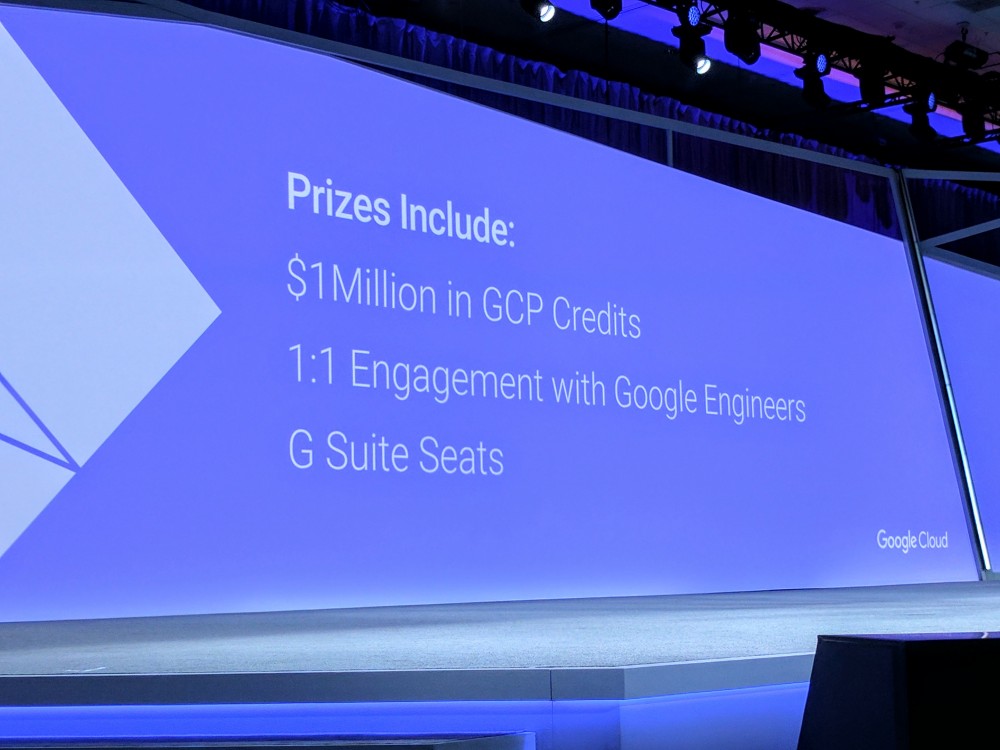 Prizes Include:
$1Million in GCP Credits
1:1 Engagement with Google Engineers
G Suite Seats
Google Cloud